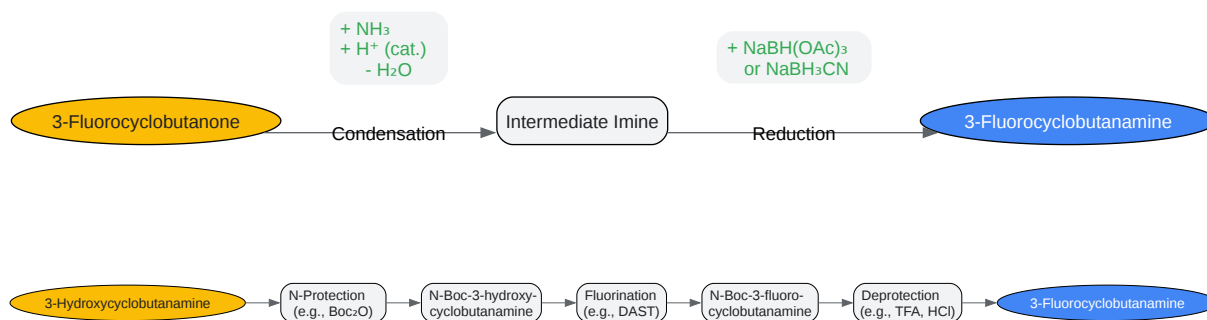 + NH₃
+ H⁺ (cat.)
- H₂O
+ NaBH(OAc)₃
or NaBH₃CN
3-Fluorocyclobutanone
Condensation
Intermediate Imine
Reduction
3-Fluorocyclobutanamine
3-Hydroxycyclobutanamine
N-Protection
(e.g., Boc₂O)
N-Boc-3-hydroxy-
cyclobutanamine
Fluorination
(e.g., DAST)
N-Boc-3-fluoro-
cyclobutanamine
Deprotection
(e.g., TFA, HCl)
3-Fluorocyclobutanamine